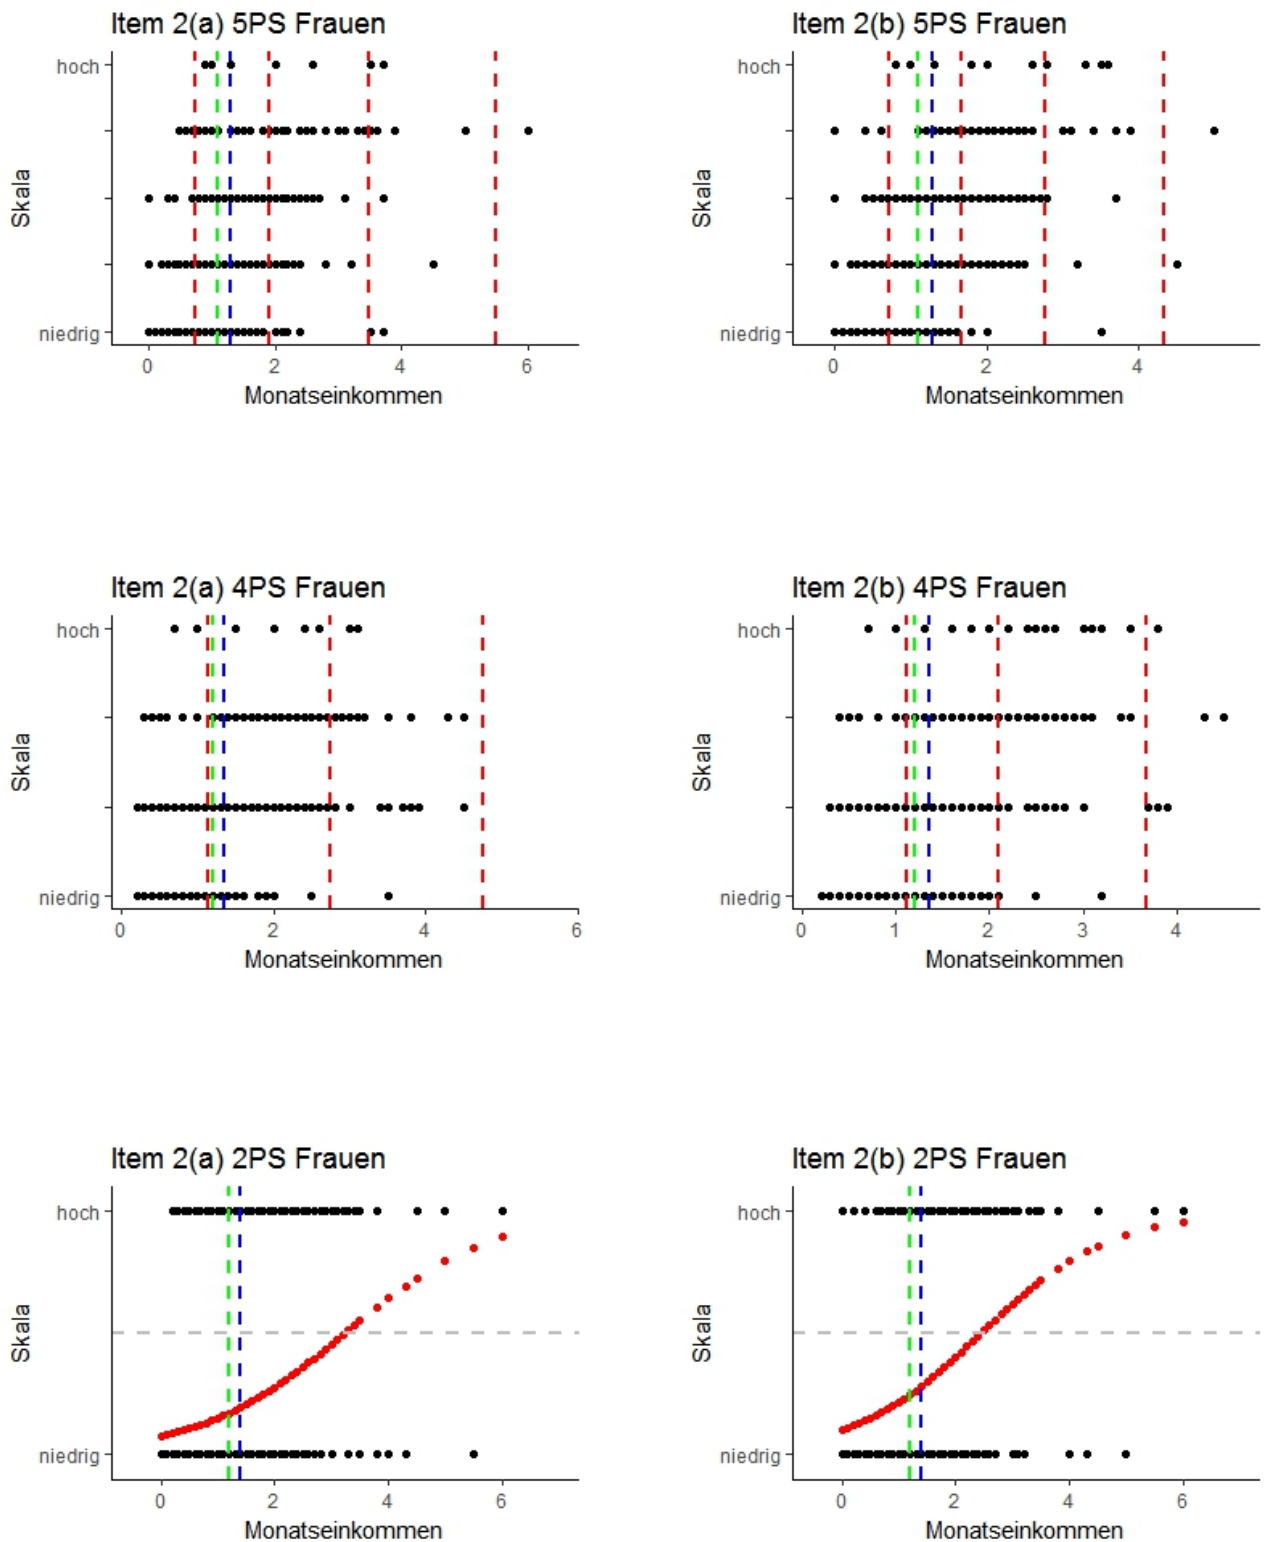 Item 2(a) 5PS Frauen
hoch
Skala
niedrig
0 2 4 6
Monatseinkommen
Item 2(b) 5PS Frauen
hoch
Skala
niedrig
0 2 4
Monatseinkommen
Item 2(a) 4PS Frauen
hoch
Skala
niedrig
0 2 4 6
Monatseinkommen
Item 2(b) 4PS Frauen
hoch
Skala
niedrig
0 1 2 3 4
Monatseinkommen
Item 2(a) 2PS Frauen
hoch
Skala
niedrig
0 2 4 6
Monatseinkommen
Item 2(b) 2PS Frauen
hoch
Skala
niedrig
0 2 4 6
Monatseinkommen